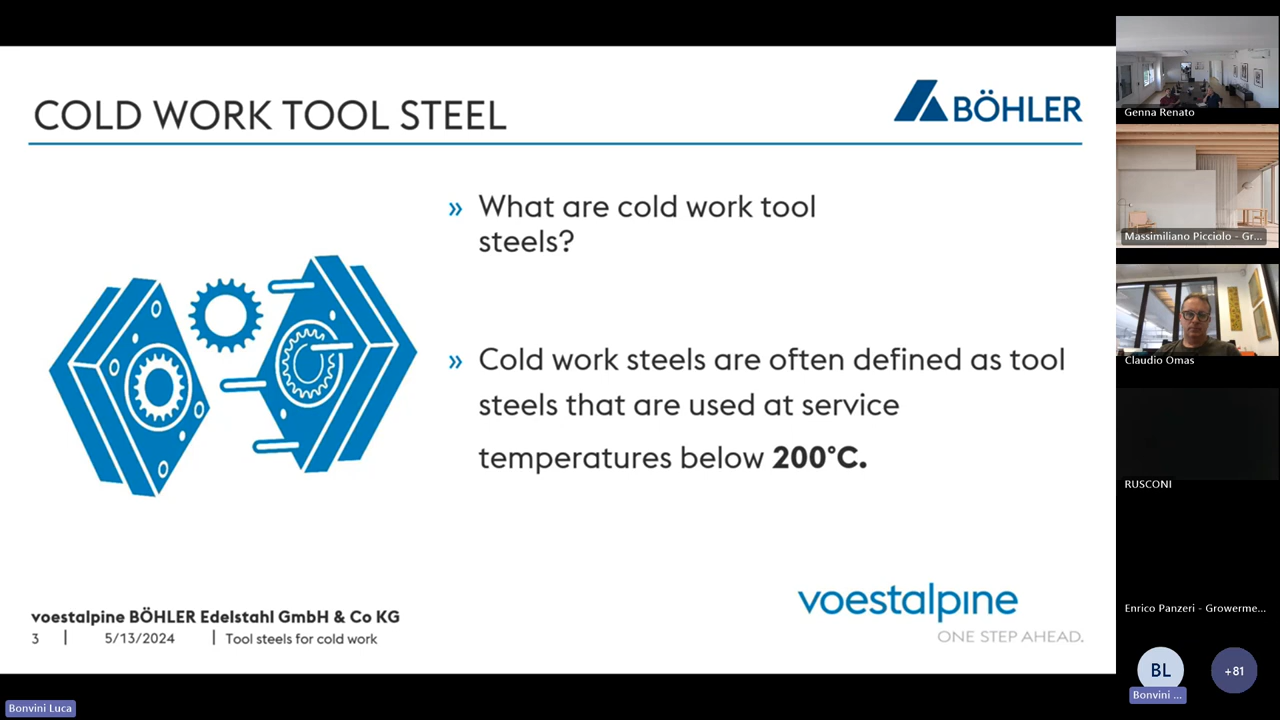 COLD WORK TOOL STEEL
BÖHLER
» What are cold work tool
steels?
» Cold work steels are often defined as tool
steels that are used at service
temperatures below 200°C.
voestalpine BÖHLER Edelstahl GmbH & Co KG
3 | 5/13/2024 | Tool steels for cold work
voestalpine
ONE STEP AHEAD.
Bonvini Luca
Genna Renato
Massimiliano Picciolo - Gr...
Claudio Omas
RUSCONI
Enrico Panzeri - Growerme...
BL
+81
Bonvini ...